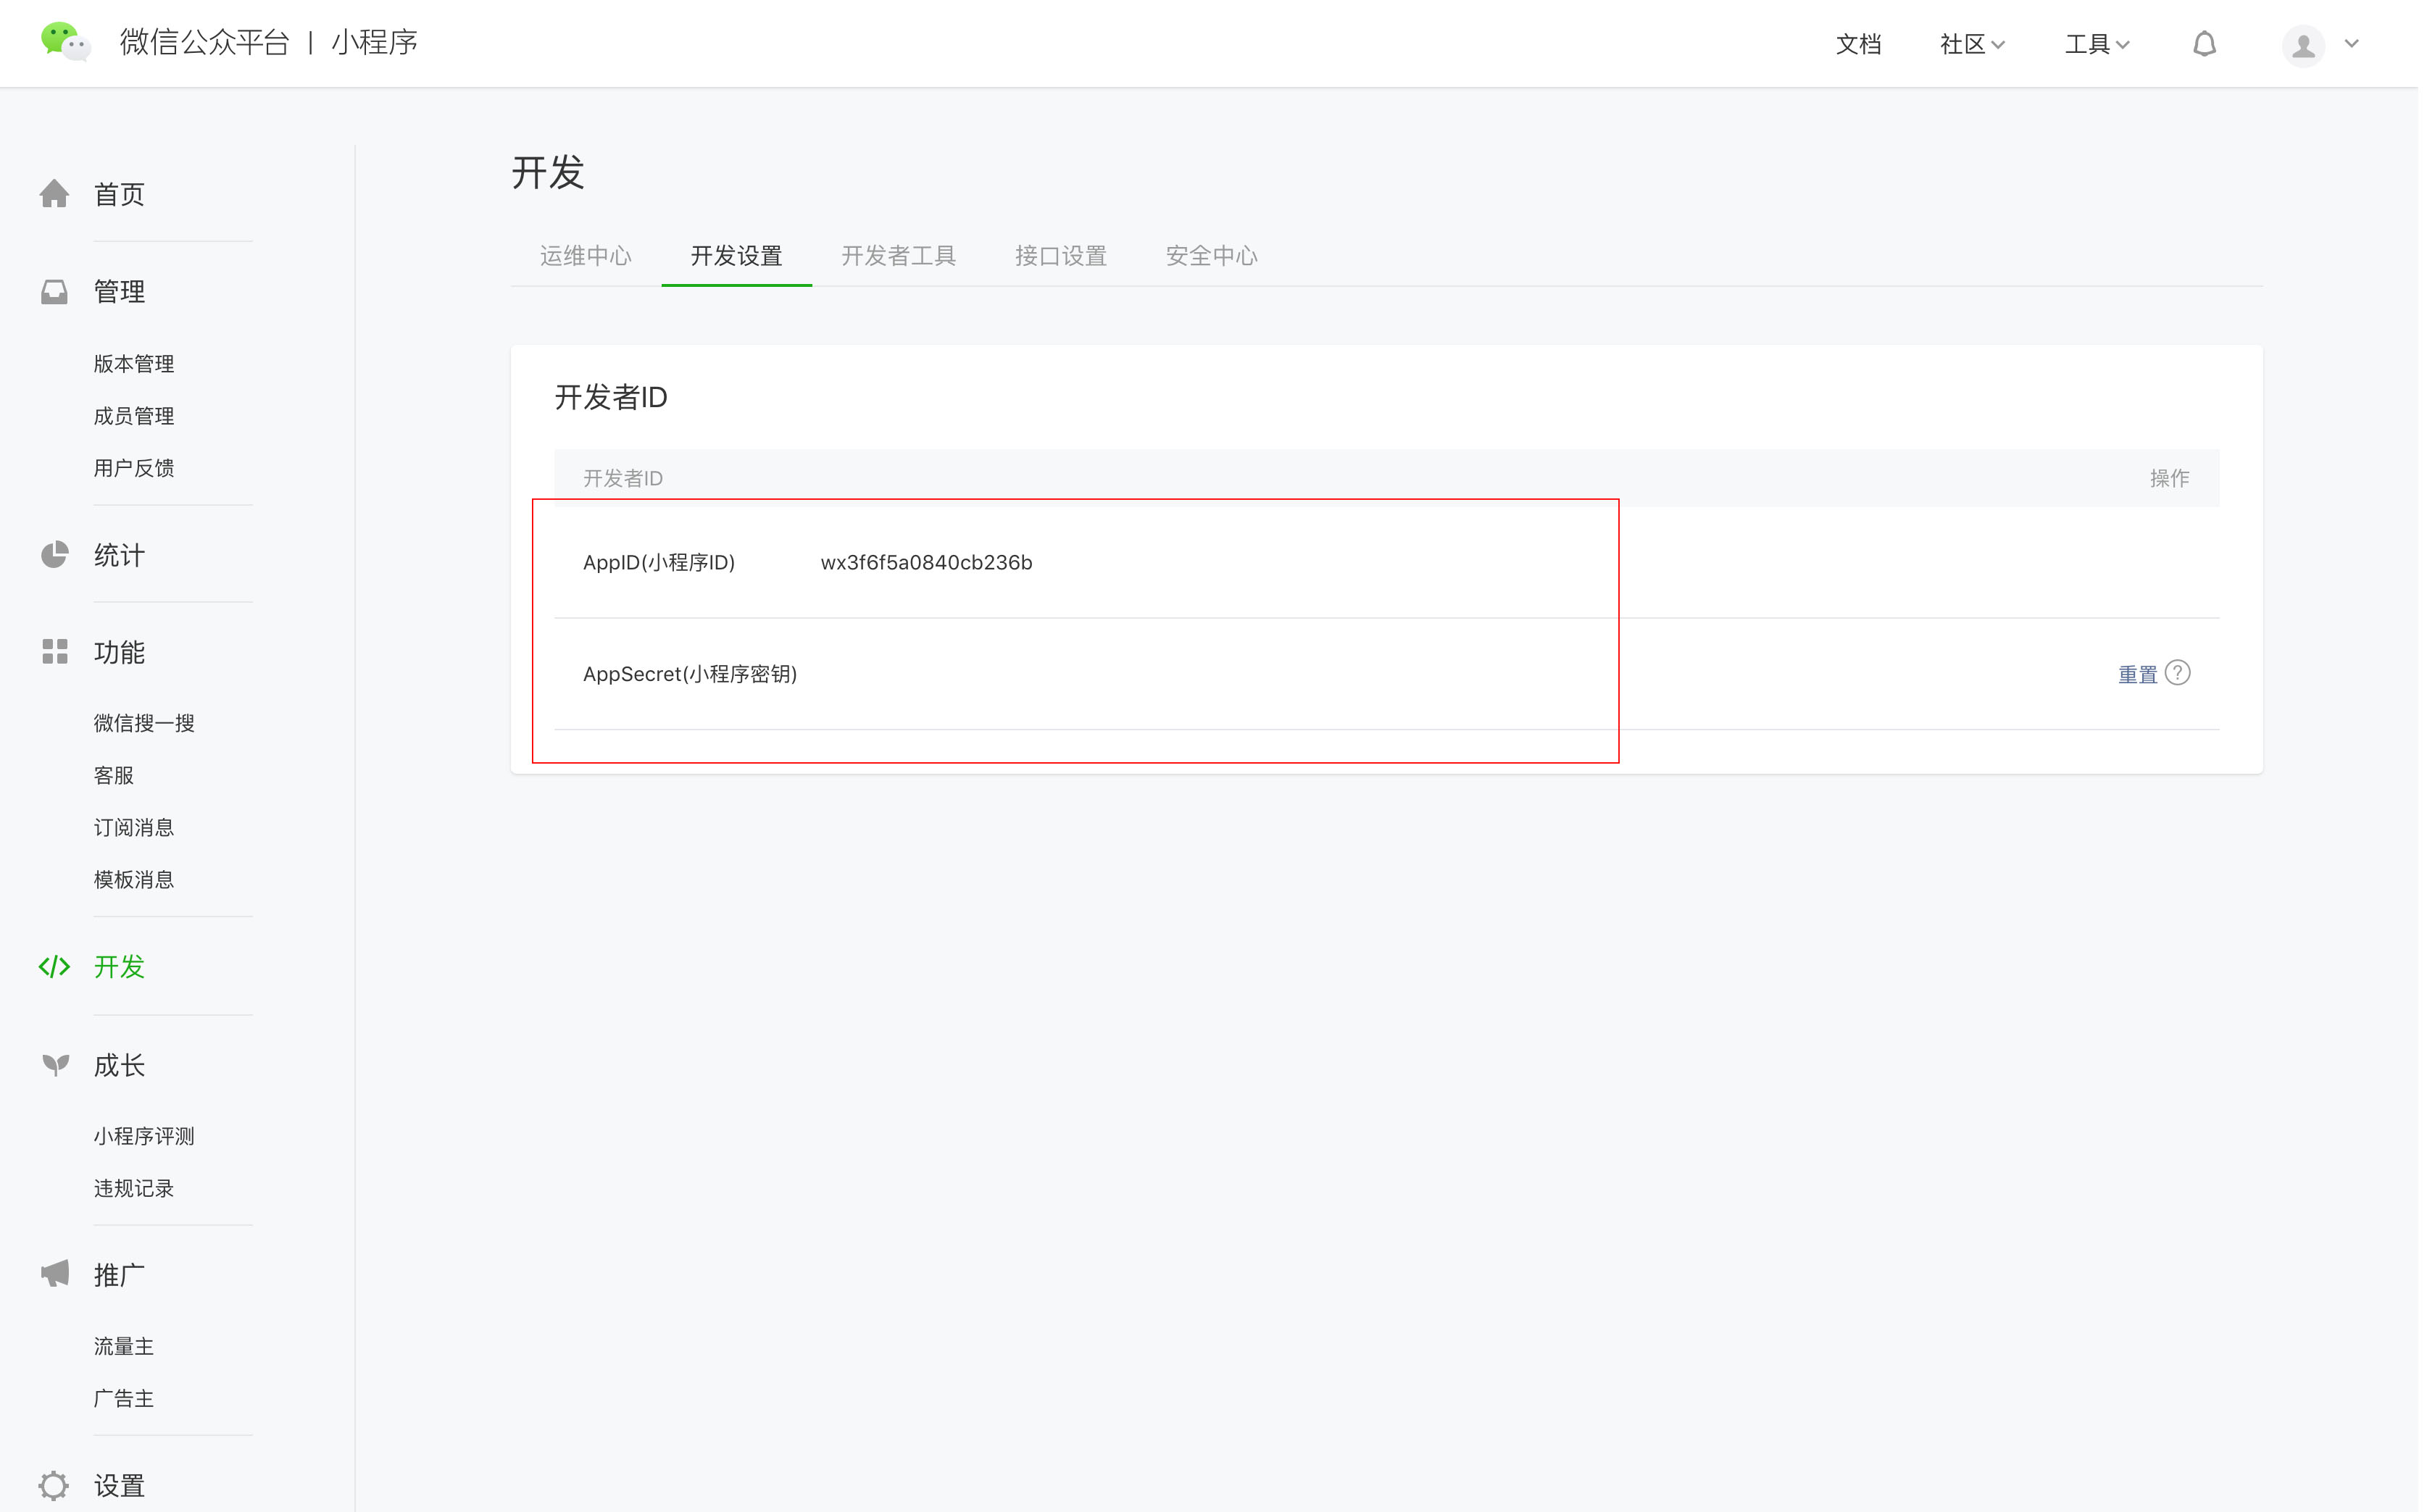 微信公众平台 | 小程序
文档
社区
工具
首页
管理
版本管理
成员管理
用户反馈
统计
功能
微信搜一搜
客服
订阅消息
模板消息
开发
成长
小程序评测
违规记录
推广
流量主
广告主
设置
开发
运维中心 开发设置 开发者工具 接口设置 安全中心
开发者ID
开发者ID 操作
AppID(小程序ID) wx3f6f5a0840cb236b
AppSecret(小程序密钥) 重置 ?